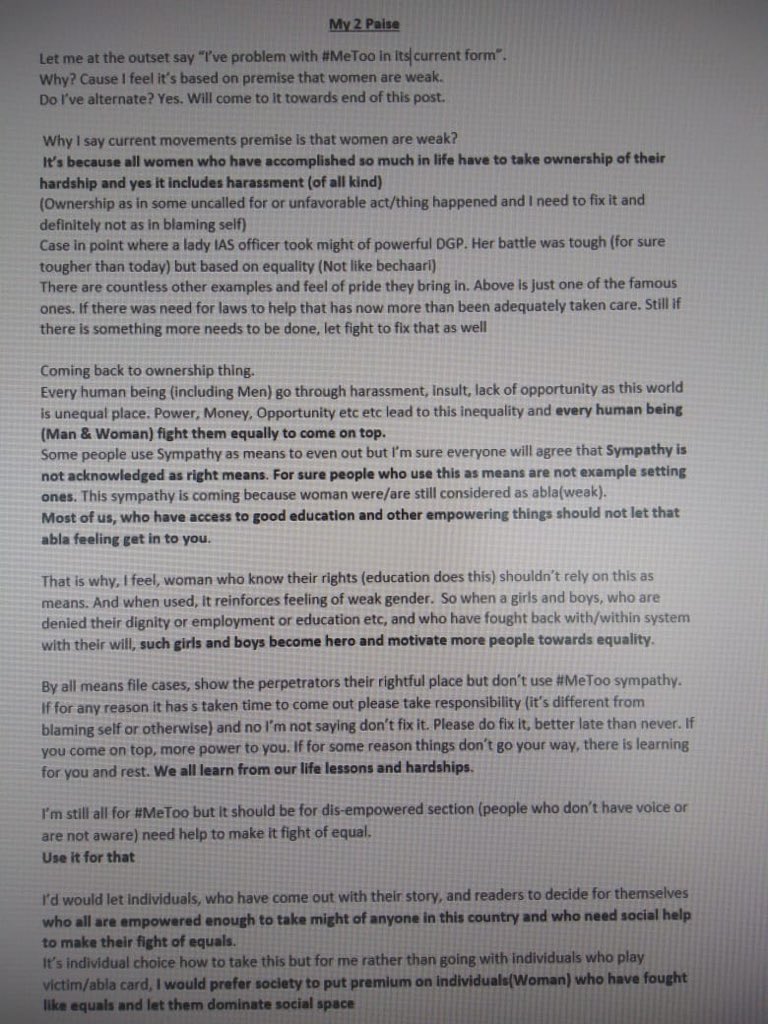 My 2 Paise
Let me at the outset say "I've problem with #MeToo in its current form".
Why? Cause I feel it's based on premise that women are weak.
Do I've alternate? Yes. Will come to it towards end of this post.
Why I say current movements premise is that women are weak?
It's because all women who have accomplished so much in life have to take ownership of their
hardship and yes it includes harassment (of all kind)
(Ownership as in some uncalled for or unfavorable act/thing happened and I need to fix it and
definitely not as in blaming self)
Case in point where a lady IAS officer took might of powerful DGP. Her battle was tough (for sure
tougher than today) but based on equality (Not like bechaari)
There are countless other examples and feel of pride they bring in. Above is just one of the famous
ones. If there was need for laws to help that has now more than been adequately taken care. Still if
there is something more needs to be done, let fight to fix that as well
Coming back to ownership thing.
Every human being (including Men) go through harassment, insult, lack of opportunity as this world
is unequal place. Power, Money, Opportunity etc etc lead to this inequality and every human being
(Man & Woman) fight them equally to come on top.
Some people use Sympathy as means to even out but I'm sure everyone will agree that Sympathy is
not acknowledged as right means. For sure people who use this as means are not example setting
ones. This sympathy is coming because woman were/are still considered as abla(weak).
Most of us, who have access to good education and other empowering things should not let that
abla feeling get in to you.
That is why, I feel, woman who know their rights (education does this) shouldn't rely on this as
means. And when used, it reinforces feeling of weak gender. So when a girls and boys, who are
denied their dignity or employment or education etc, and who have fought back with/within system
with their will, such girls and boys become hero and motivate more people towards equality.
By all means file cases, show the perpetrators their rightful place but don't use #MeToo sympathy.
If for any reason it has s taken time to come out please take responsibility (it's different from
blaming self or otherwise) and no I'm not saying don't fix it. Please do fix it, better late than never. If
you come on top, more power to you. If for some reason things don't go your way, there is learning
for you and rest. We all learn from our life lessons and hardships.
I'm still all for #MeToo but it should be for dis-empowered section (people who don't have voice or
are not aware) need help to make it fight of equal.
Use it for that
I'd would let individuals, who have come out with their story, and readers to decide for themselves
who all are empowered enough to take might of anyone in this country and who need social help
to make their fight of equals.
It's individual choice how to take this but for me rather than going with individuals who play
victim/abla card, I would prefer society to put premium on individuals(Woman) who have fought
like equals and let them dominate social space